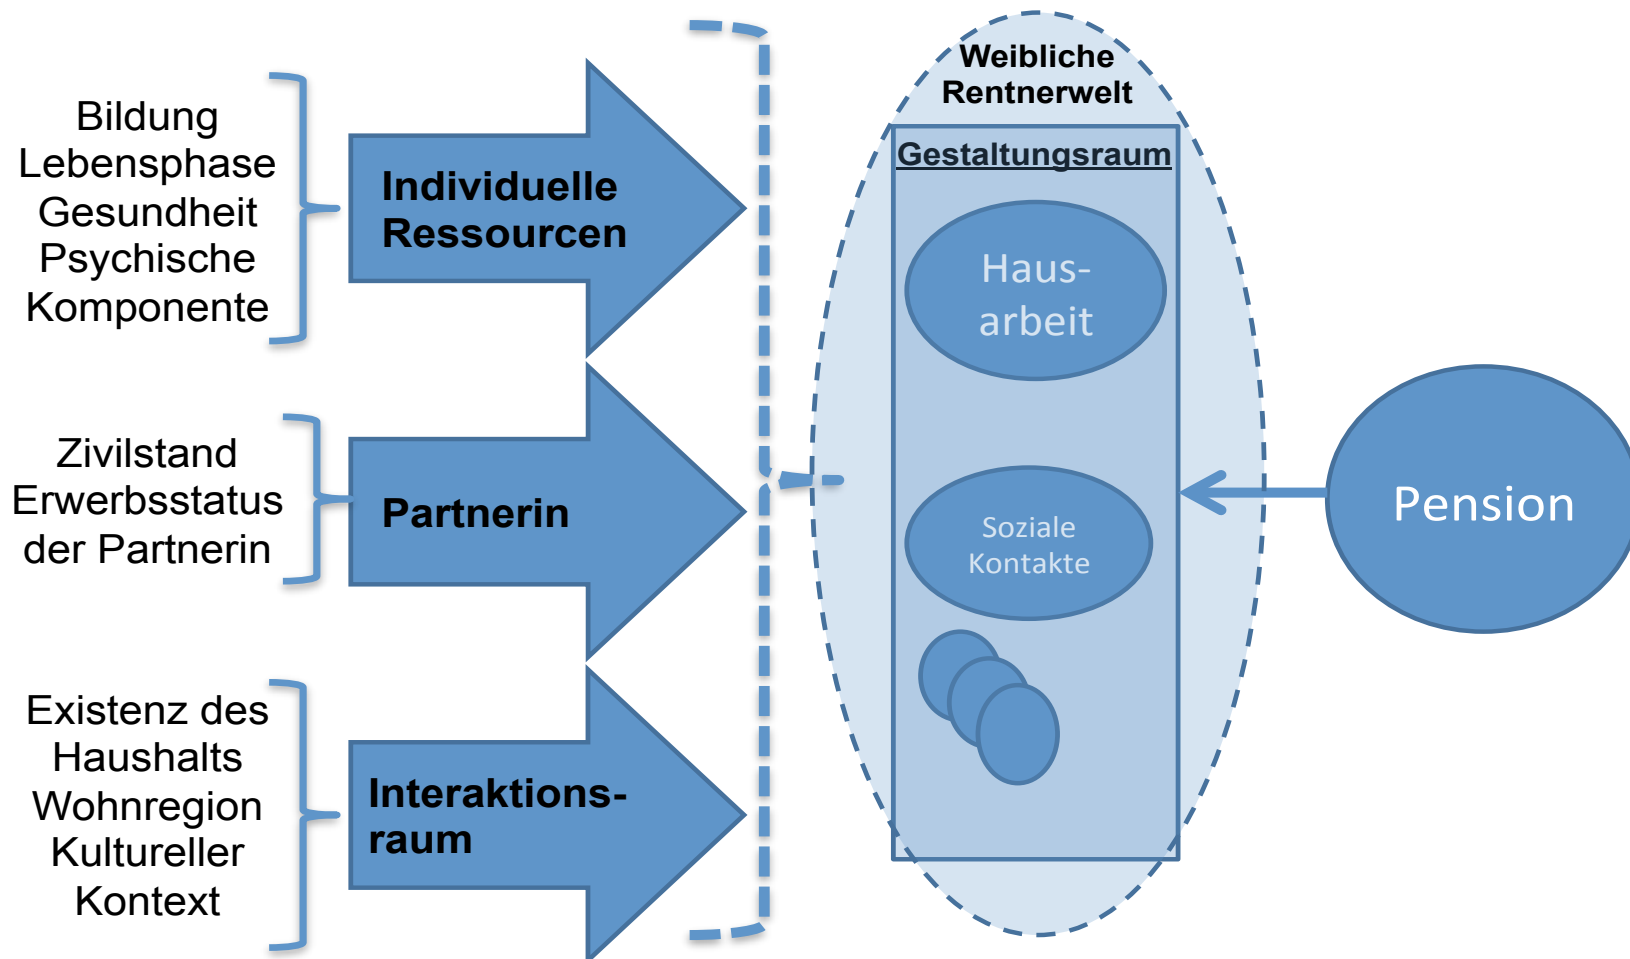 Bildung
Lebensphase
Gesundheit
Psychische
Komponente
Individuelle
Ressourcen
Zivilstand
Erwerbsstatus
der Partnerin
Partnerin
Existenz des
Haushalts
Wohnregion
Kultureller
Kontext
Interaktions-
raum
Weibliche
Rentnerwelt
Gestaltungsraum
Haus-
arbeit
Soziale
Kontakte
Pension